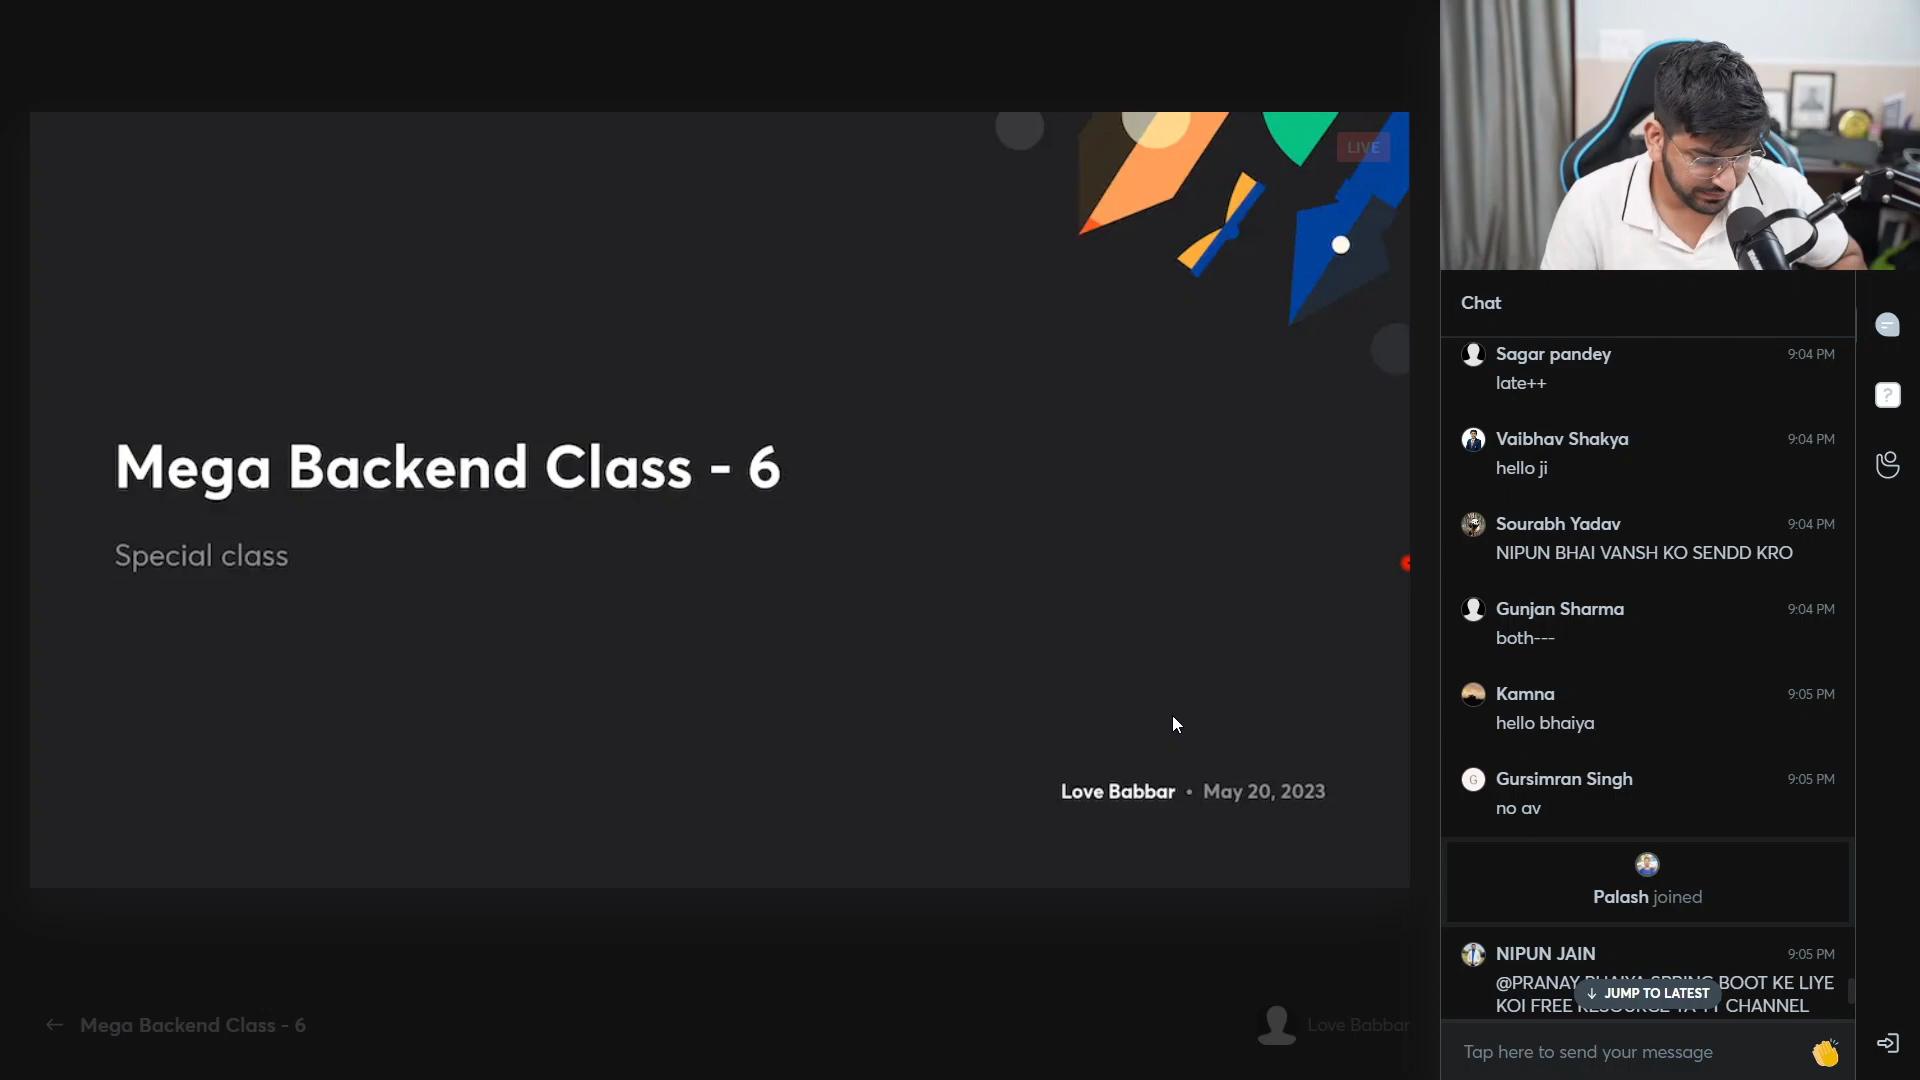 LIVE
Mega Backend Class - 6
Special class
Love Babbar • May 20, 2023
← Mega Backend Class - 6
Love Babbar
Chat
Sagar pandey 9:04 PM
late++
Vaibhav Shakya 9:04 PM
hello ji
Sourabh Yadav 9:04 PM
NIPUN BHAI VANSH KO SENDD KRO
Gunjan Sharma 9:04 PM
both---
Kamna 9:05 PM
hello bhaiya
G Gursimran Singh 9:05 PM
no av
Palash joined
NIPUN JAIN 9:05 PM
@PRANAY BHAIYA SPRING BOOT KE LIYE
KOI FREE CHANNEL
↓ JUMP TO LATEST
Tap here to send your message